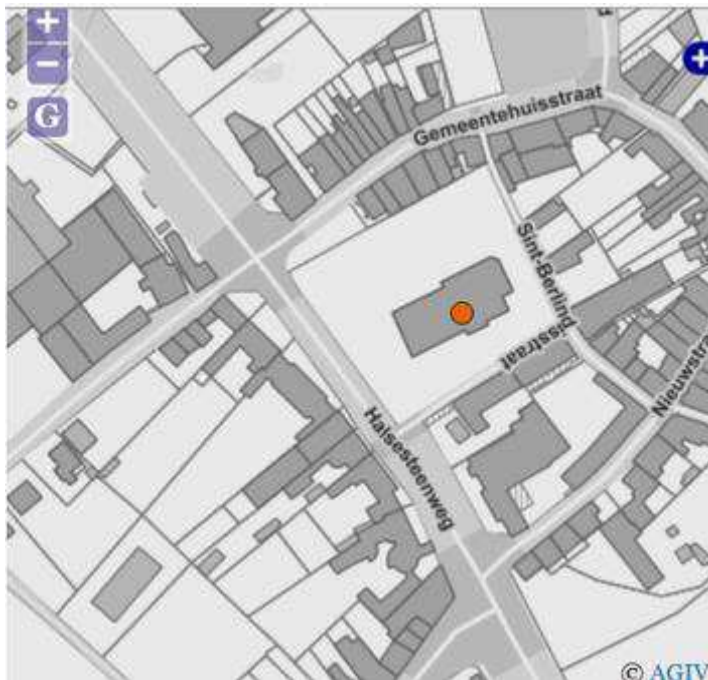 +
−
G
+
Gemeentehuisstraat
Sint-Berlindisstraat
Nieuwstra
Halsesteenweg
© AGIV